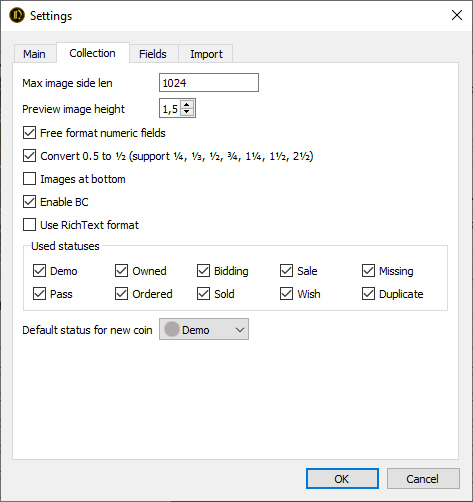 Settings
Main Collection Fields Import
Max image side len 1024
Preview image height 1,5
Free format numeric fields
Convert 0.5 to ½ (support ¼, ⅓, ½, ¾, 1¼, 1½, 2½)
Images at bottom
Enable BC
Use RichText format
Used statuses
Demo Owned Bidding Sale Missing
Pass Ordered Sold Wish Duplicate
Default status for new coin Demo
OK Cancel